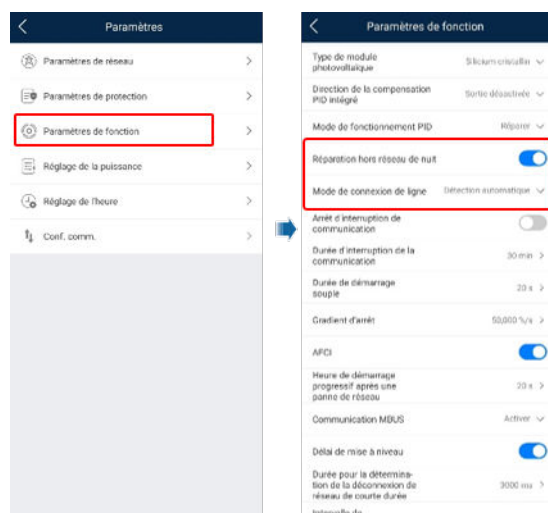 Paramètres
Paramètres de réseau
Paramètres de protection
Paramètres de fonction
Réglage de la puissance
Réglage de l'heure
Conf. comm.
Paramètres de fonction
Type de module
photovoltaïque
Silicium cristallin
Direction de la compensation
PID intégré
Sortie désactivée
Mode de fonctionnement PID
Réparer
Réparation hors réseau de nuit
Mode de connexion de ligne
Détection automatique
Arrêt d'interruption de
communication
Durée d'interruption de la
communication
30 min
Durée de démarrage
souple
20 s
Gradient d'arrêt
50,000 %/s
AFCI
Heure de démarrage
progressif après une
panne de réseau
20 s
Communication MBUS
Activer
Délai de mise à niveau
Durée pour la détermina-
tion de la déconnexion de
réseau de courte durée
3000 ms
Intervalle de